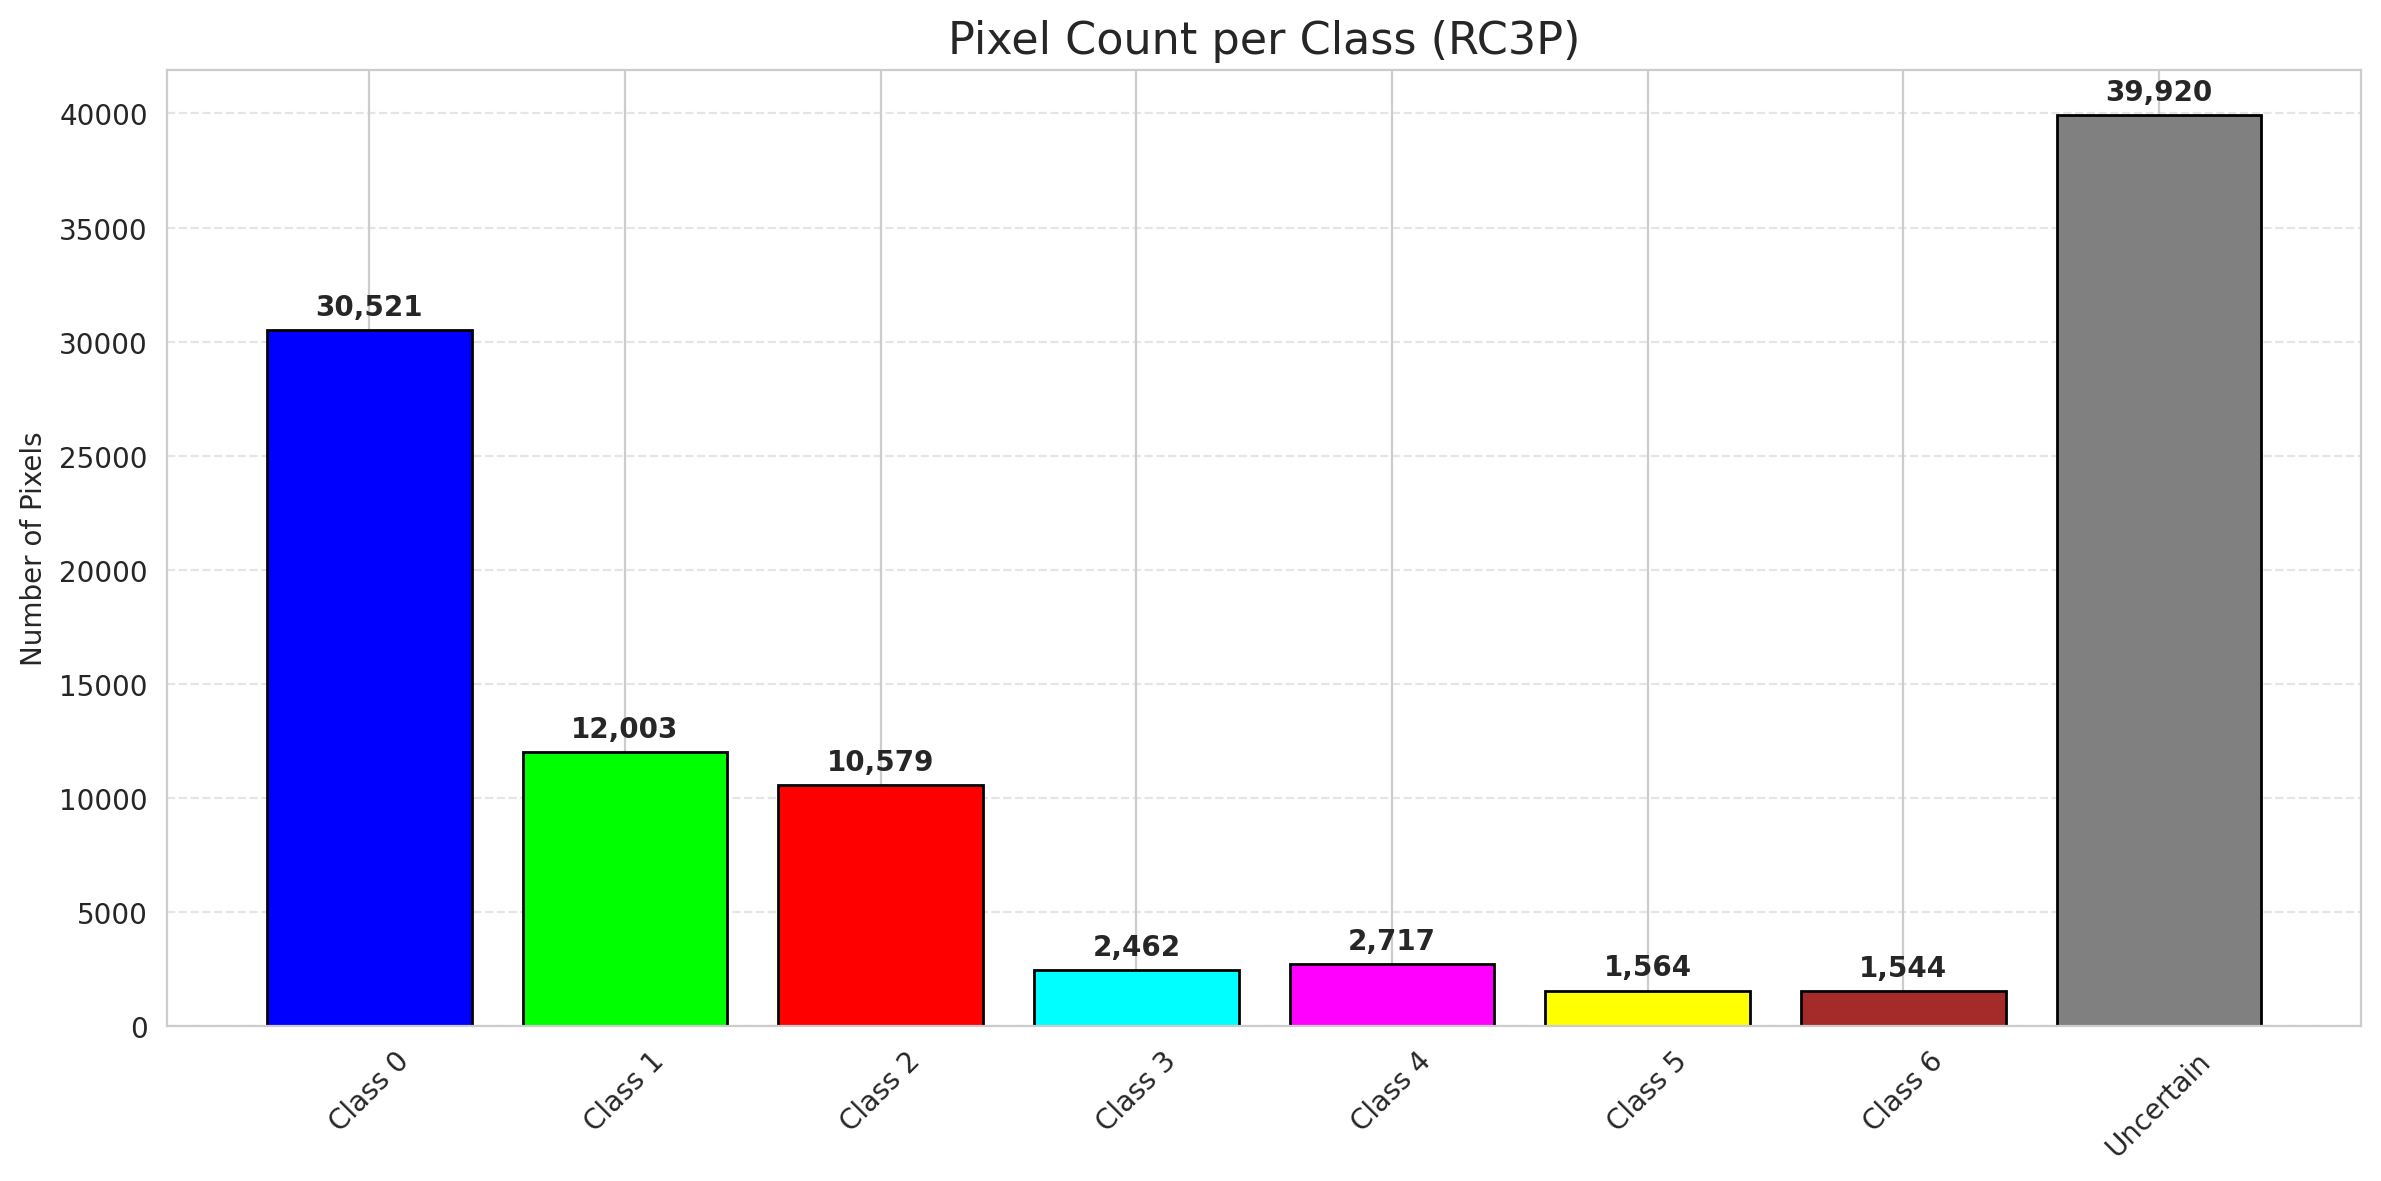 Pixel Count per Class (RC3P)
Number of Pixels
40000
35000
30000
25000
20000
15000
10000
5000
0
30,521
12,003
10,579
2,462
2,717
1,564
1,544
39,920
Class 0
Class 1
Class 2
Class 3
Class 4
Class 5
Class 6
Uncertain